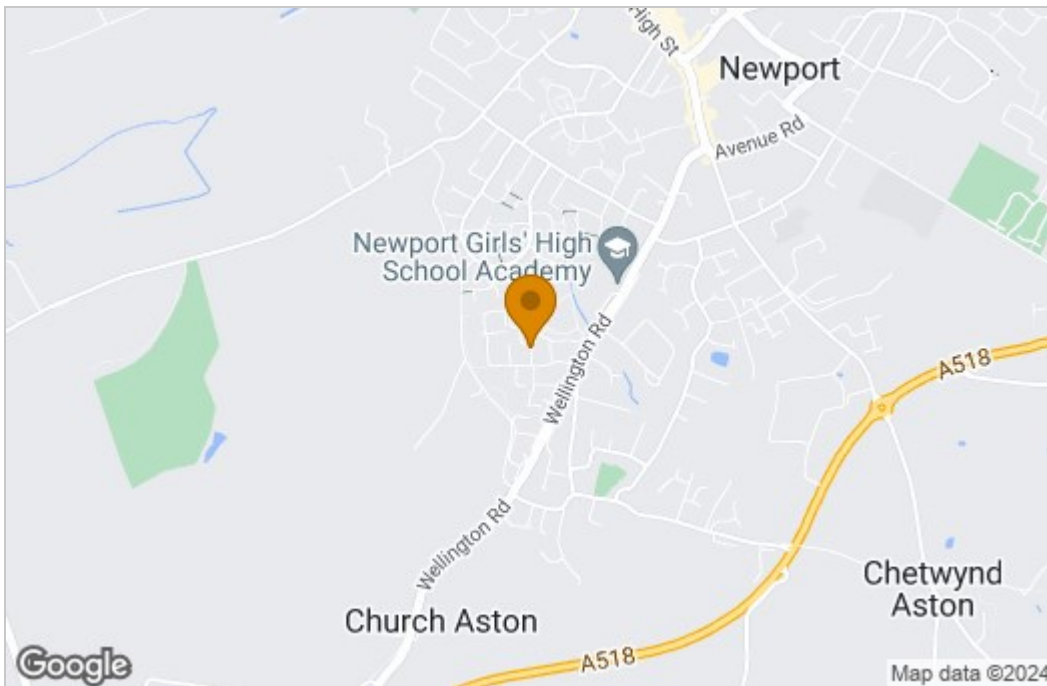 High St
Newport
Avenue Rd
Newport Girls' High
School Academy
Wellington Rd
A518
Wellington Rd
Chetwynd
Aston
Church Aston
A518
Google
Map data ©2024